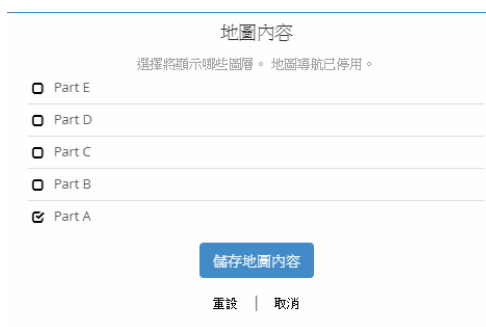 地圖內容
選擇將顯示哪些圖層。 地圖導航已停用。
Part E
Part D
Part C
Part B
Part A
儲存地圖內容
重設 | 取消